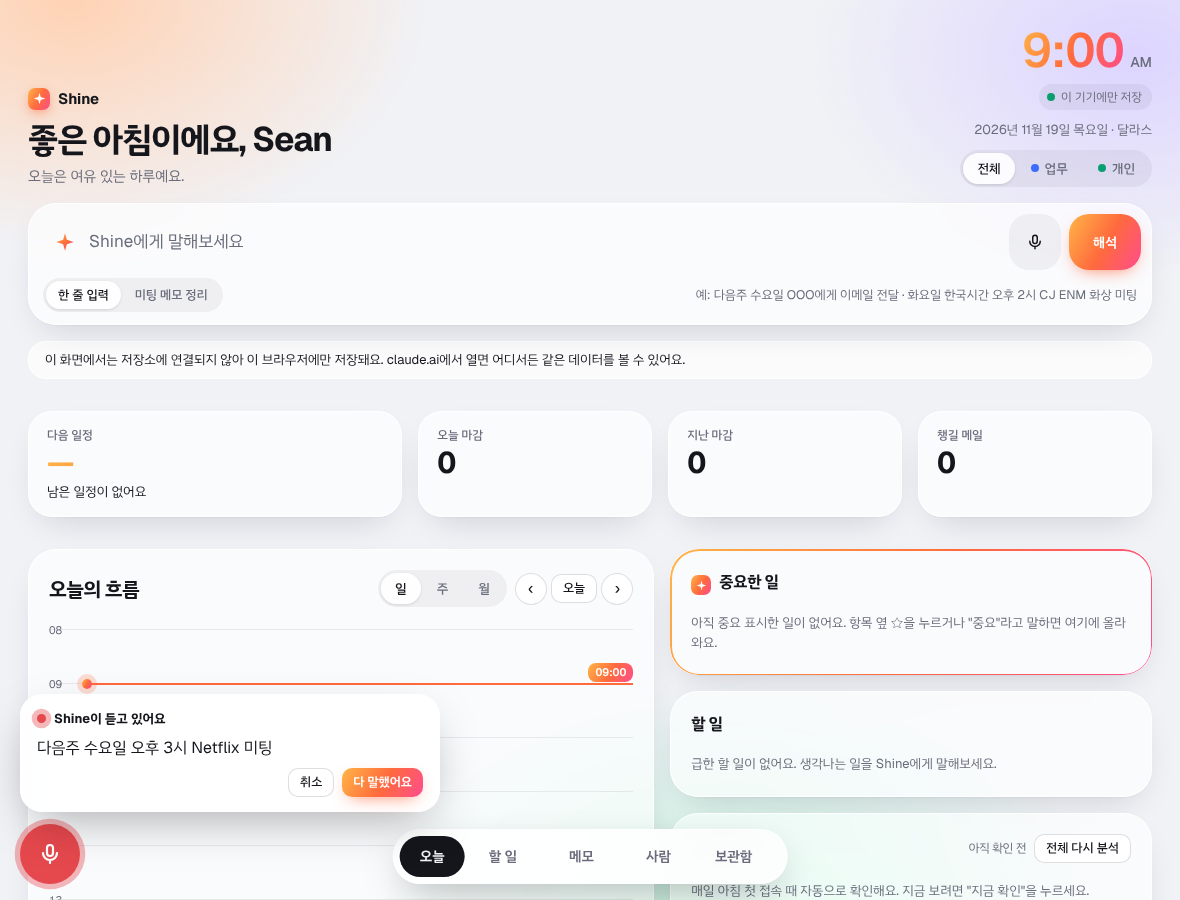 9:00 AM
이 기기에만 저장
Shine
좋은 아침이에요, Sean
2026년 11월 19일 목요일 · 달라스
오늘은 여유 있는 하루예요.
전체 업무 개인
Shine에게 말해보세요
해석
한 줄 입력 미팅 메모 정리
예: 다음주 수요일 OOO에게 이메일 전달 · 화요일 한국시간 오후 2시 CJ ENM 화상 미팅
이 화면에서는 저장소에 연결되지 않아 이 브라우저에만 저장돼요. claude.ai에서 열면 어디서든 같은 데이터를 볼 수 있어요.
다음 일정
—
남은 일정이 없어요
오늘 마감
0
지난 마감
0
챙길 메일
0
오늘의 흐름
일 주 월
‹ 오늘 ›
08
09:00
09
Shine이 듣고 있어요
다음주 수요일 오후 3시 Netflix 미팅
취소 다 말했어요
중요한 일
아직 중요 표시한 일이 없어요. 항목 옆 ☆을 누르거나 "중요"라고 말하면 여기에 올라
와요.
할 일
급한 할 일이 없어요. 생각나는 일을 Shine에게 말해보세요.
아직 확인 전 전체 다시 분석
매일 아침 첫 접속 때 자동으로 확인해요. 지금 보려면 "지금 확인"을 누르세요.
오늘 할 일 메모 사람 보관함